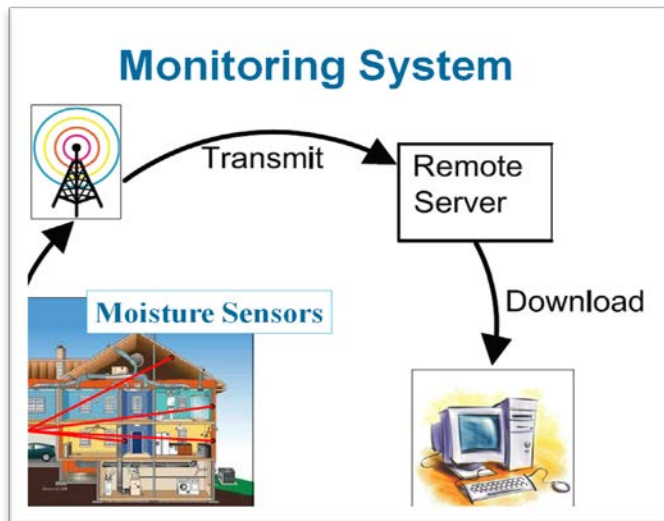 Monitoring System
Transmit
Remote
Server
Moisture Sensors
Download